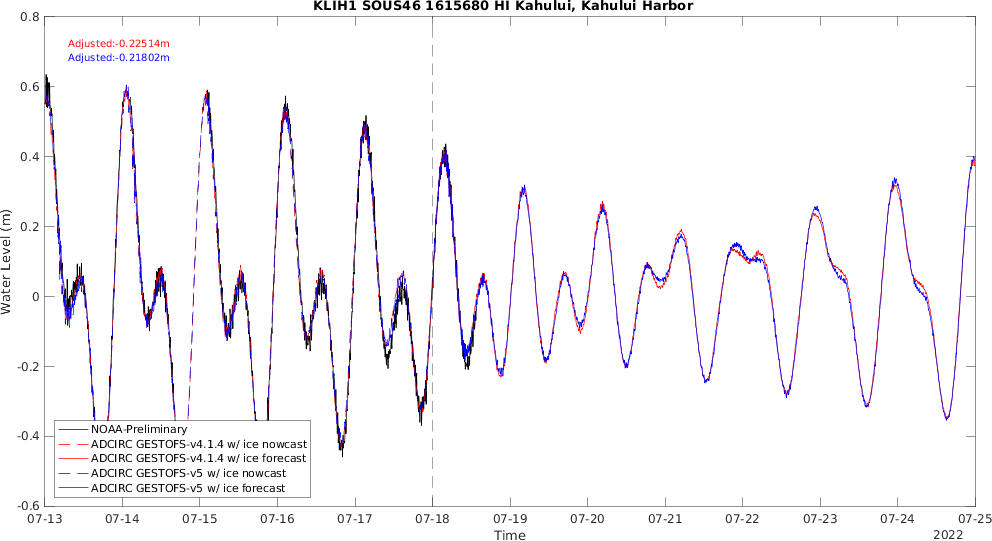 KLIH1 SOUS46 1615680 HI Kahului, Kahului Harbor
0.8
0.6
0.4
0.2
0
-0.2
-0.4
-0.6
Water Level (m)
Adjusted:-0.22514m
Adjusted:-0.21802m
NOAA-Preliminary
ADCIRC GESTOFS-v4.1.4 w/ ice nowcast
ADCIRC GESTOFS-v4.1.4 w/ ice forecast
ADCIRC GESTOFS-v5 w/ ice nowcast
ADCIRC GESTOFS-v5 w/ ice forecast
07-13 07-14 07-15 07-16 07-17 07-18 07-19 07-20 07-21 07-22 07-23 07-24 07-25
Time
2022